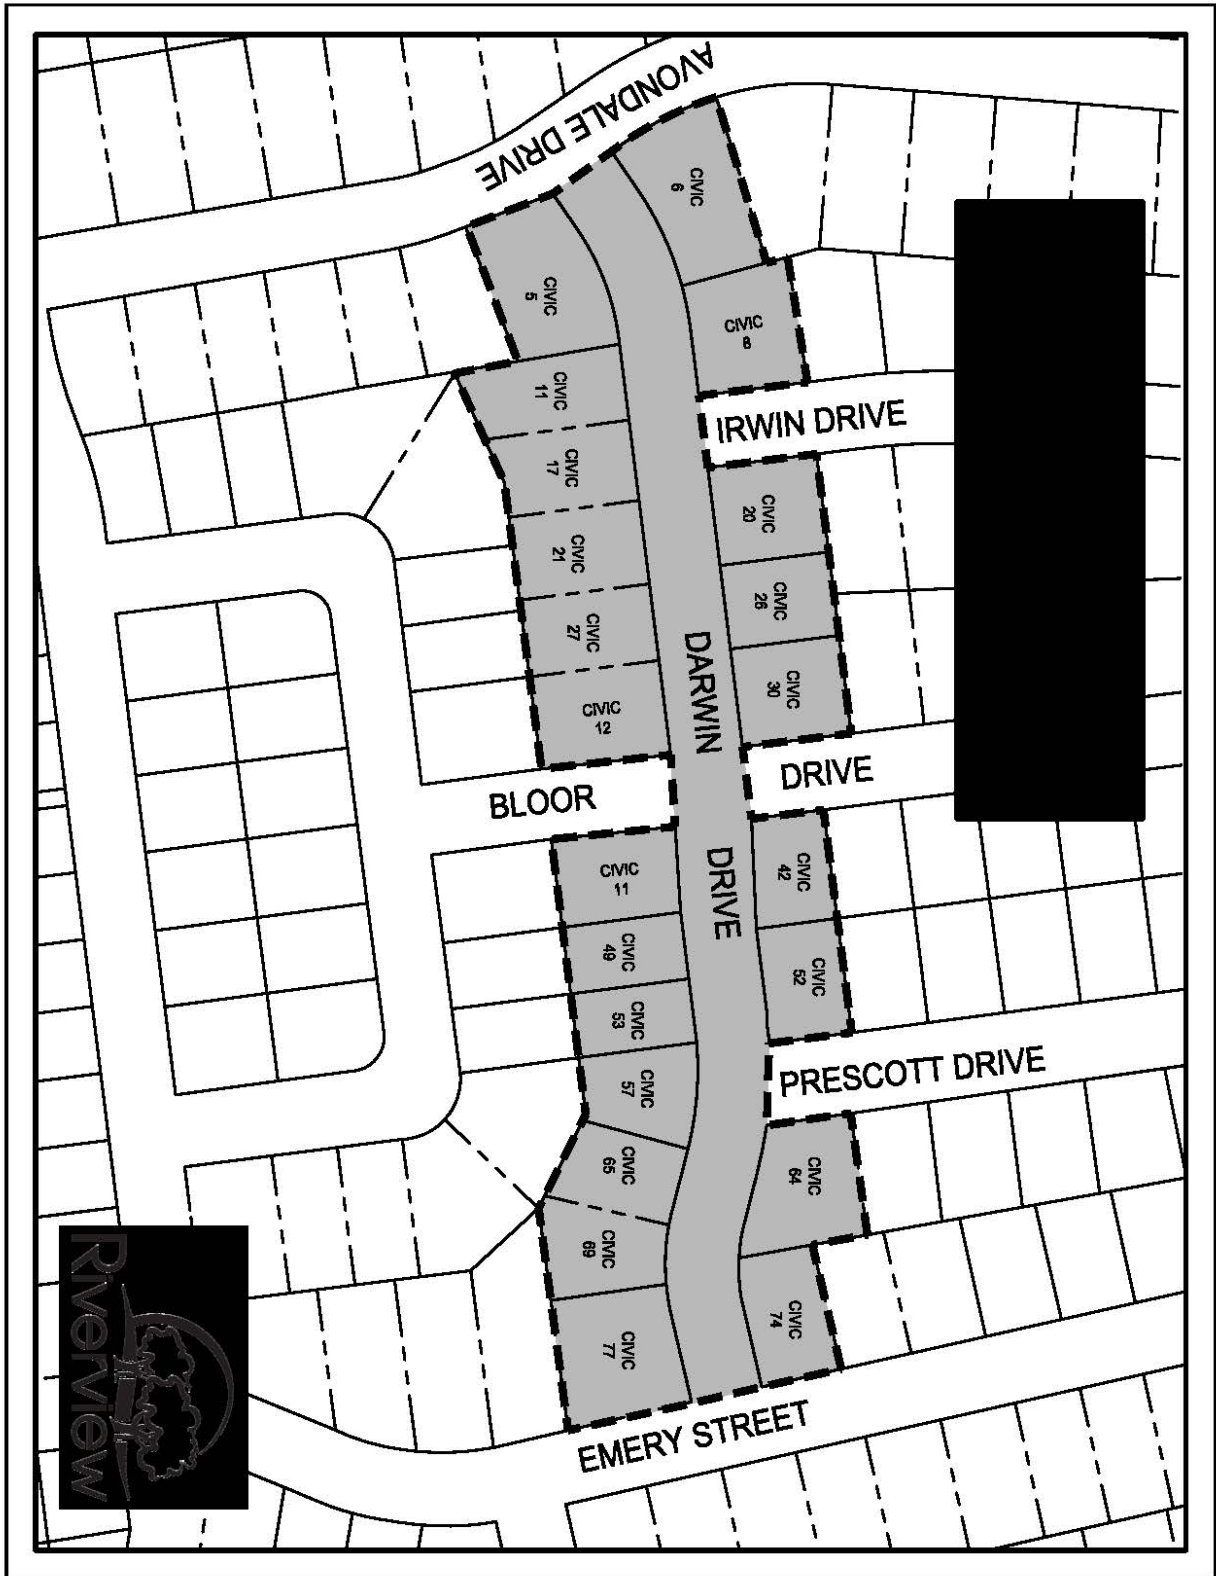 AVONDALE DRIVE
CIVIC
6
CIVIC
5
CIVIC
8
CIVIC
11
IRWIN DRIVE
CIVIC
17
CIVIC
20
CIVIC
21
CIVIC
26
CIVIC
27
CIVIC
30
CIVIC
12
DARWIN
DRIVE
BLOOR
DRIVE
CIVIC
42
CIVIC
11
CIVIC
49
CIVIC
52
CIVIC
53
PRESCOTT DRIVE
CIVIC
57
CIVIC
65
CIVIC
64
CIVIC
69
CIVIC
74
CIVIC
77
EMERY STREET
Riverview